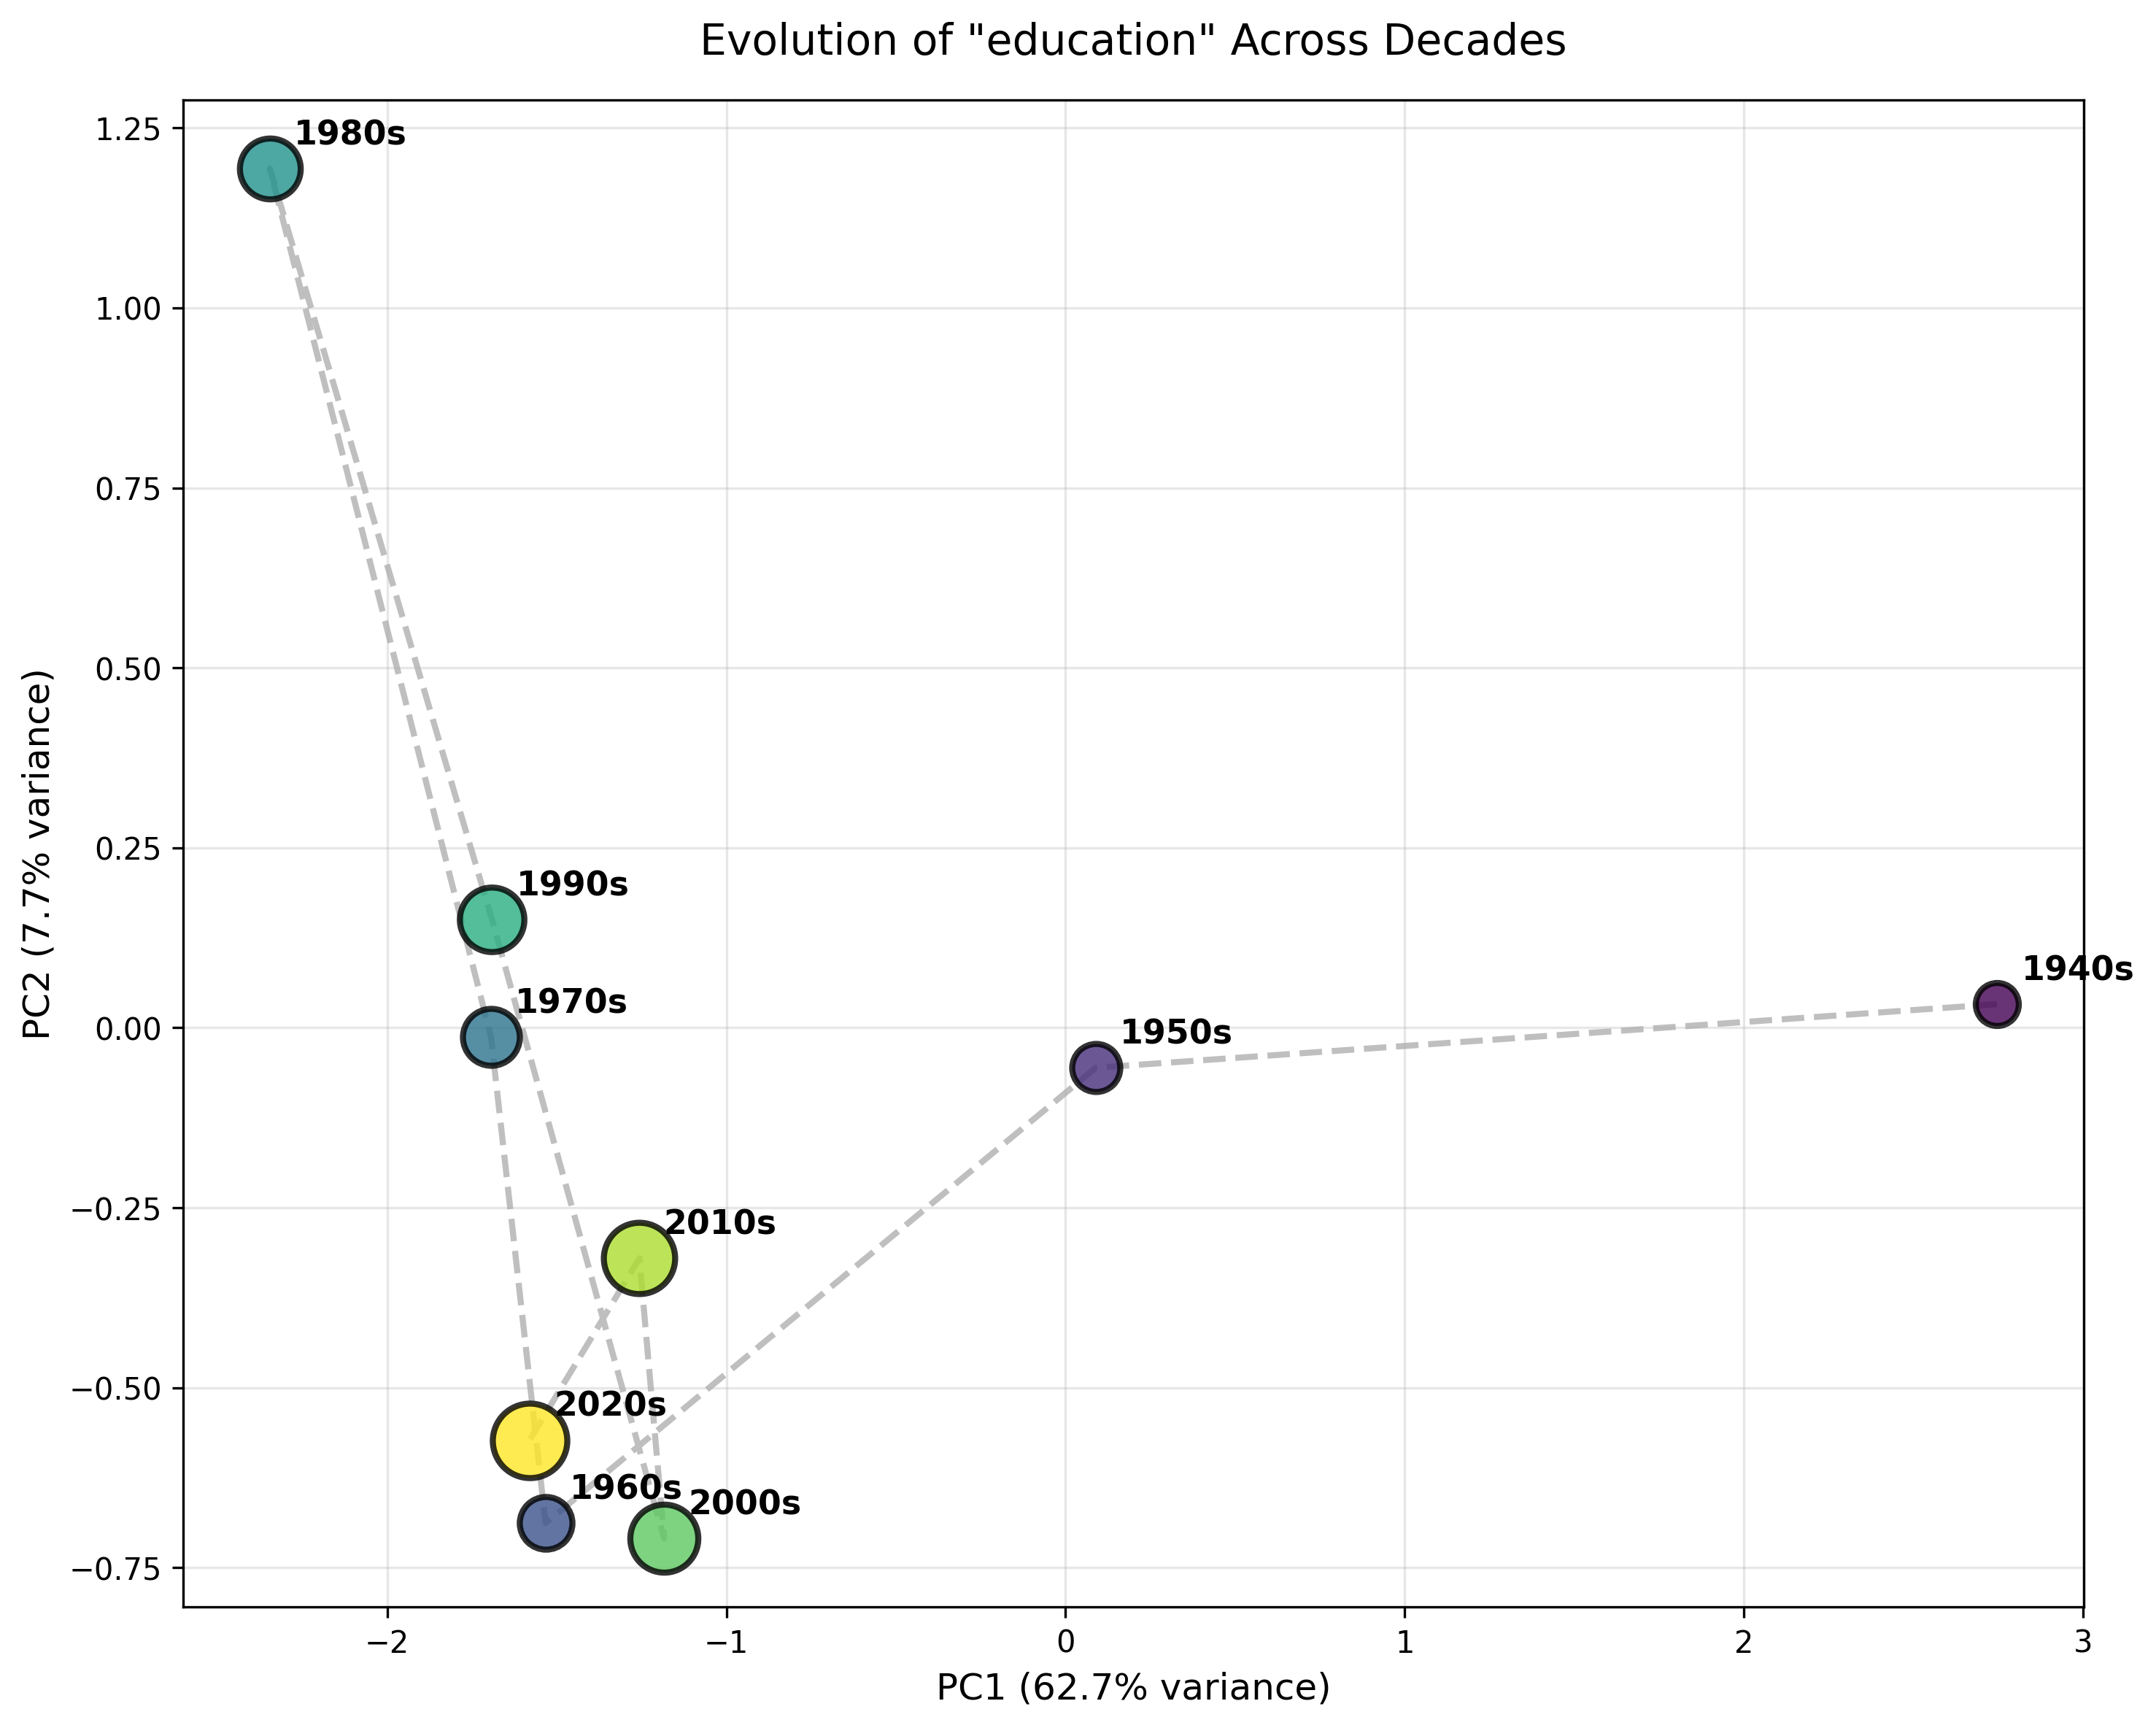 Evolution of "education" Across Decades
PC2 (7.7% variance)
1.25
1.00
0.75
0.50
0.25
0.00
−0.25
−0.50
−0.75
1980s
1990s
1970s
1940s
1950s
2010s
2020s
1960s
2000s
−2
−1
0
1
2
3
PC1 (62.7% variance)